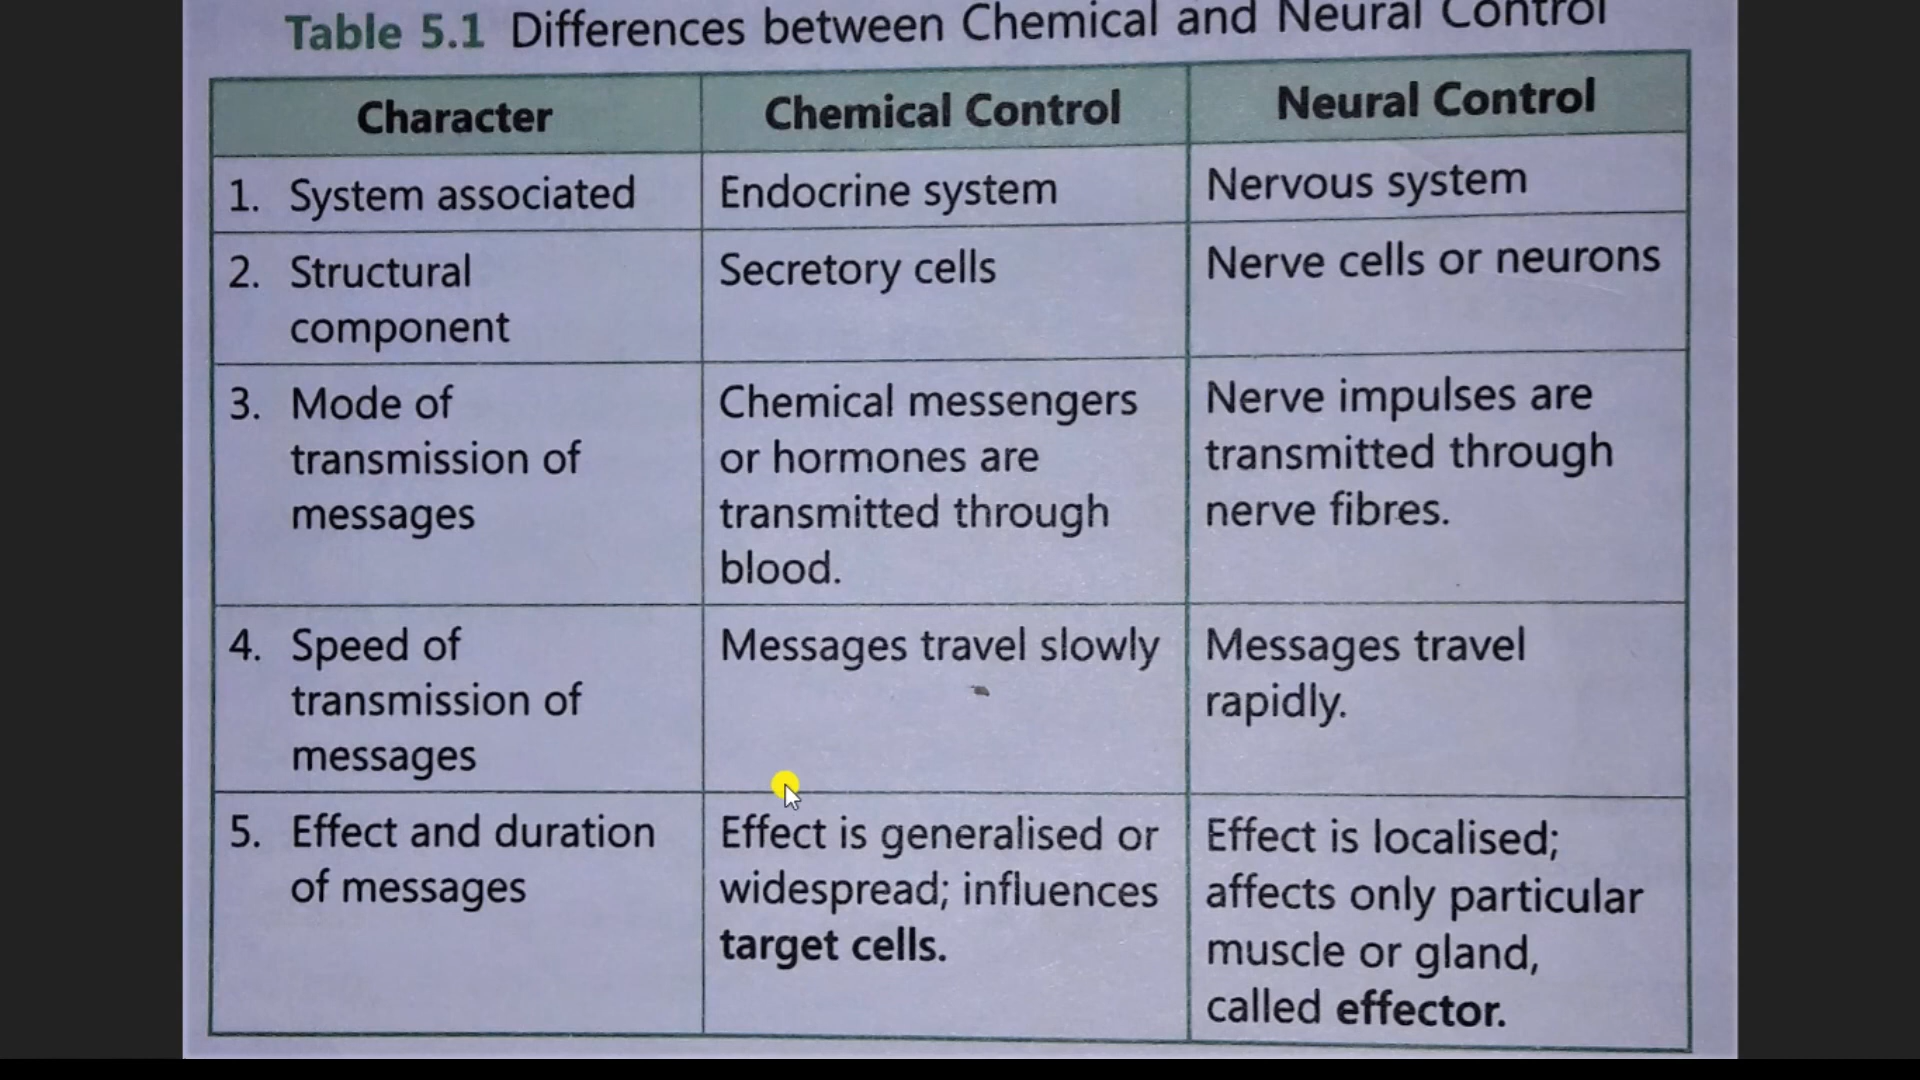 Table 5.1 Differences between Chemical and Neural Control
Character
Chemical Control
Neural Control
1. System associated
Endocrine system
Nervous system
2. Structural
component
Secretory cells
Nerve cells or neurons
3. Mode of
transmission of
messages
Chemical messengers
or hormones are
transmitted through
blood.
Nerve impulses are
transmitted through
nerve fibres.
4. Speed of
transmission of
messages
Messages travel slowly
Messages travel
rapidly.
5. Effect and duration
of messages
Effect is generalised or
widespread; influences
target cells.
Effect is localised;
affects only particular
muscle or gland,
called effector.